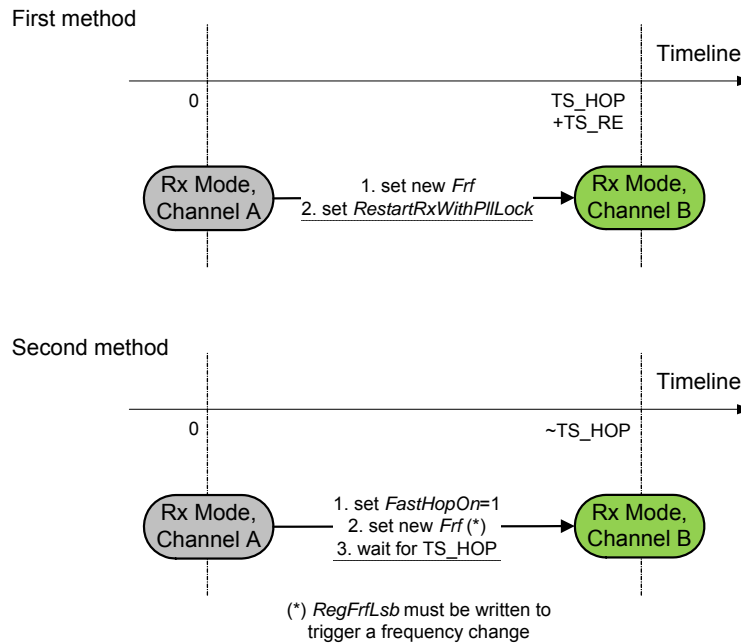 First method
Timeline
0
TS_HOP
+TS_RE
Rx Mode,
Channel A
1. set new Frf
2. set RestartRxWithPllLock
Rx Mode,
Channel B
Second method
Timeline
0
~TS_HOP
Rx Mode,
Channel A
1. set FastHopOn=1
2. set new Frf (*)
3. wait for TS_HOP
Rx Mode,
Channel B
(*) RegFrfLsb must be written to
trigger a frequency change